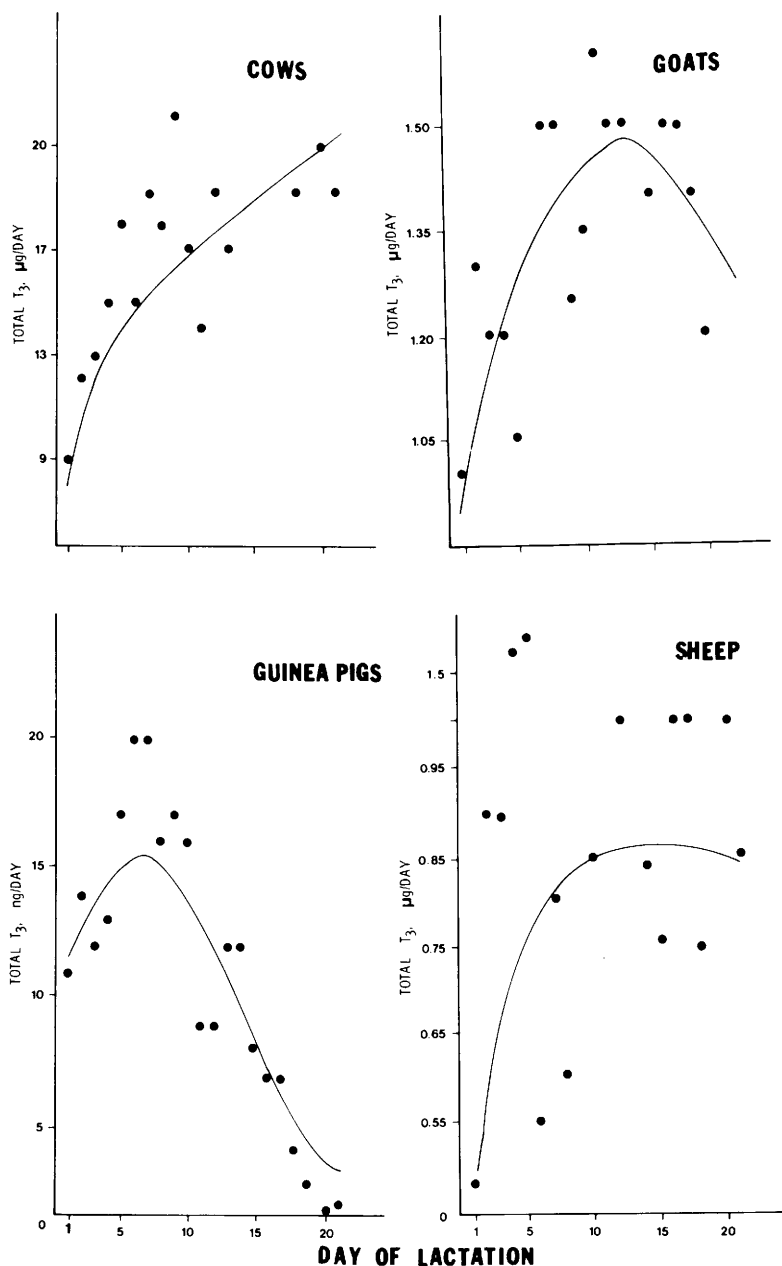 COWS
TOTAL T3, µg/DAY
20
17
13
9
GOATS
TOTAL T3, µg/DAY
1.50
1.35
1.20
1.05
GUINEA PIGS
TOTAL T3, ng/DAY
20
15
10
5
0
1 5 10 15 20
SHEEP
TOTAL T3, µg/DAY
1.5
0.95
0.85
0.75
0.65
0.55
0
1 5 10 15 20
DAY OF LACTATION